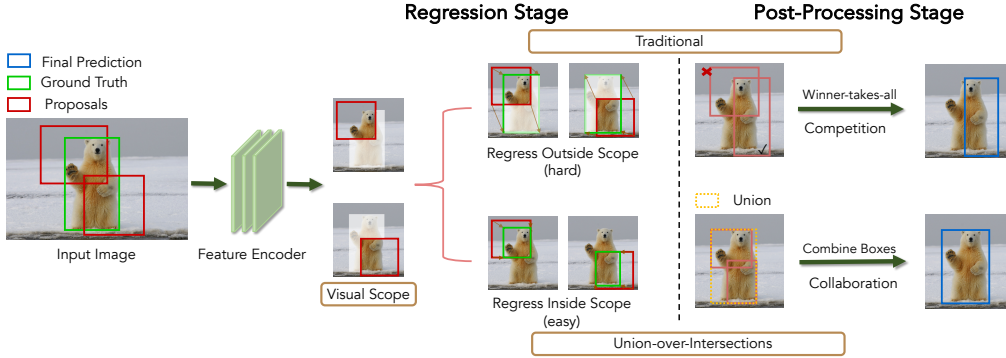 Regression Stage
Post-Processing Stage
Traditional
Final Prediction
Ground Truth
Proposals
Winner-takes-all
Competition
Regress Outside Scope
(hard)
Union
Input Image
Feature Encoder
Combine Boxes
Collaboration
Visual Scope
Regress Inside Scope
(easy)
Union-over-Intersections